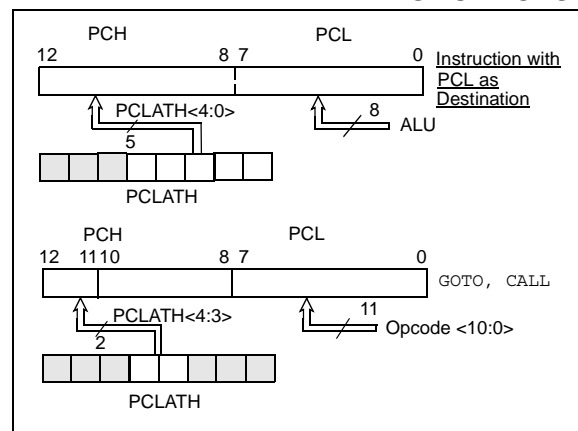 PCH PCL
12 8 7 0
Instruction with
PCL as
Destination
PCLATH<4:0>
8
ALU
5
PCLATH
PCH PCL
12 11 10 8 7 0
GOTO, CALL
PCLATH<4:3>
11
Opcode <10:0>
2
PCLATH